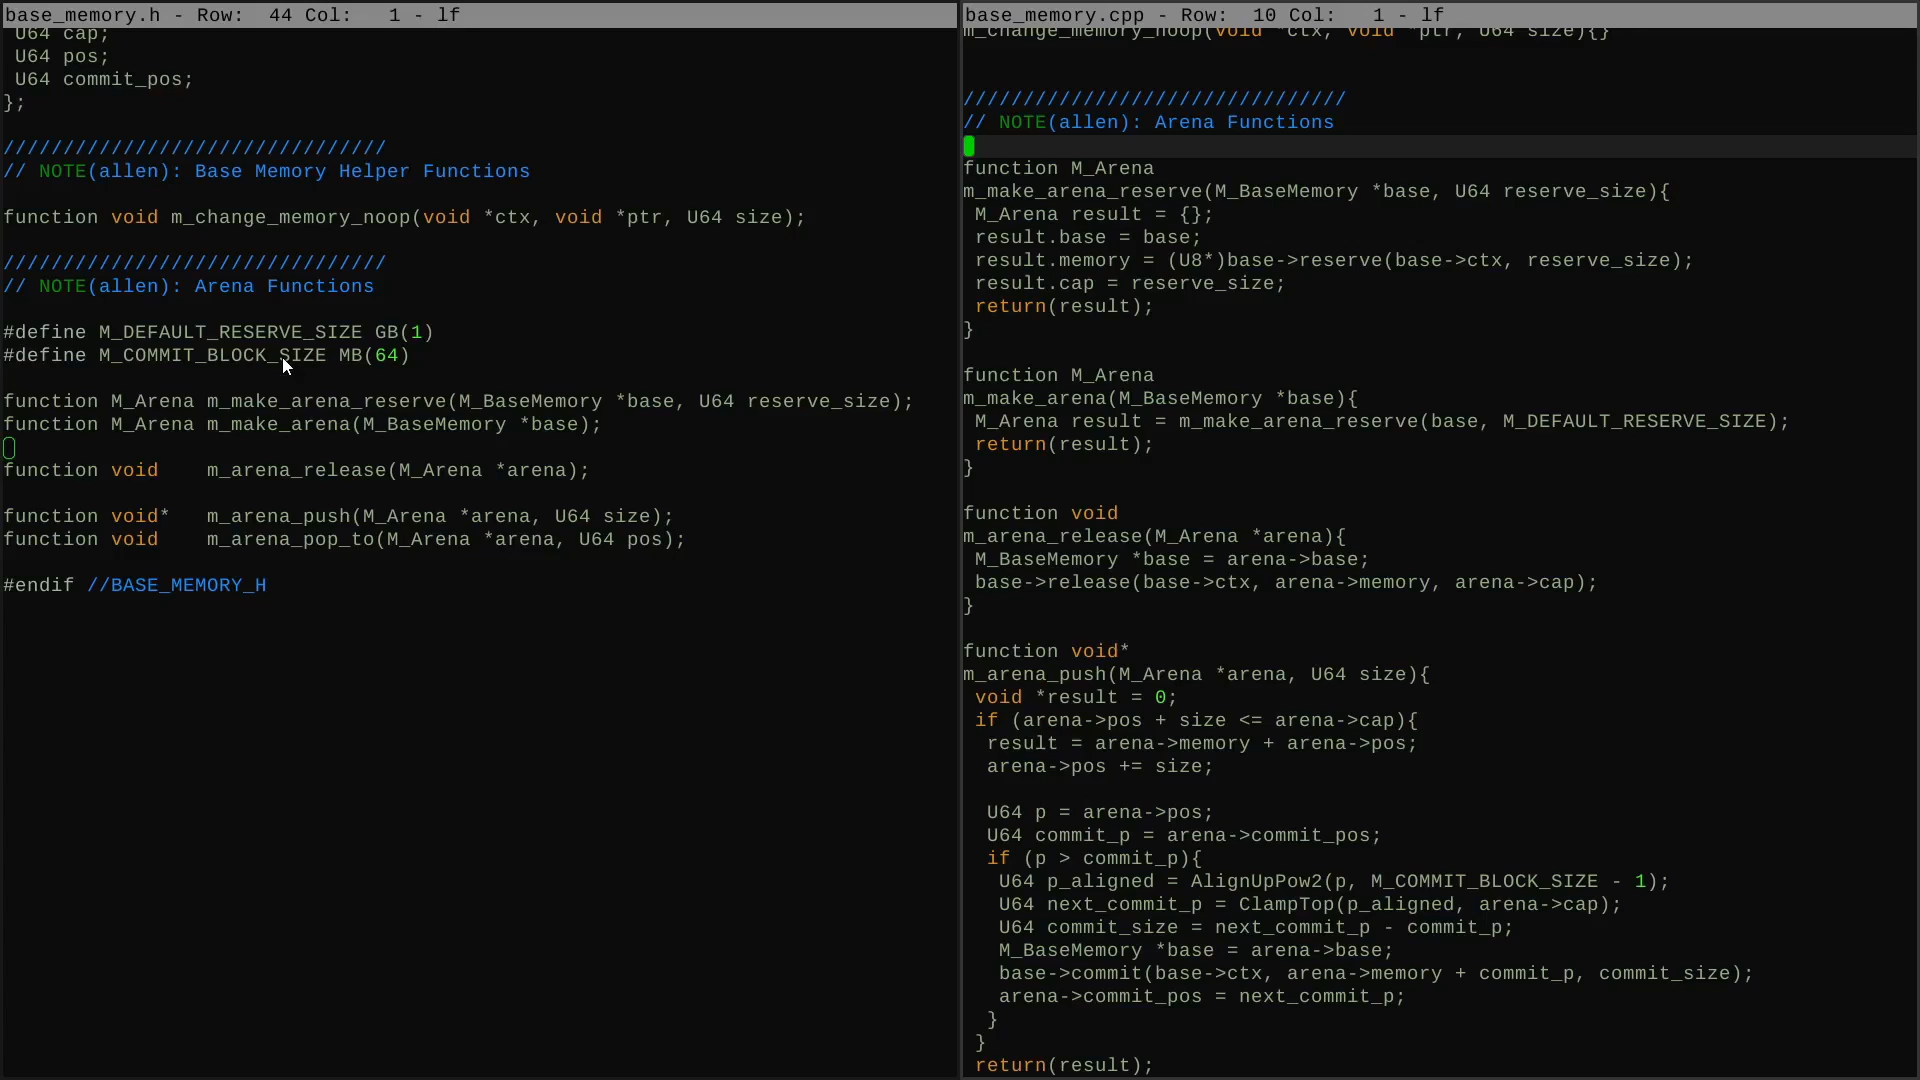 base_memory.h - Row:  44 Col:   1 - lf
 U64 cap;
 U64 pos;
 U64 commit_pos;
};
////////////////////////////////
// NOTE(allen): Base Memory Helper Functions
function void m_change_memory_noop(void *ctx, void *ptr, U64 size);
////////////////////////////////
// NOTE(allen): Arena Functions
#define M_DEFAULT_RESERVE_SIZE GB(1)
#define M_COMMIT_BLOCK_SIZE MB(64)
function M_Arena m_make_arena_reserve(M_BaseMemory *base, U64 reserve_size);
function M_Arena m_make_arena(M_BaseMemory *base);
function void    m_arena_release(M_Arena *arena);
function void*   m_arena_push(M_Arena *arena, U64 size);
function void    m_arena_pop_to(M_Arena *arena, U64 pos);
#endif //BASE_MEMORY_H
base_memory.cpp - Row:  10 Col:   1 - lf
m_change_memory_noop(void *ctx, void *ptr, U64 size){}
////////////////////////////////
// NOTE(allen): Arena Functions
function M_Arena
m_make_arena_reserve(M_BaseMemory *base, U64 reserve_size){
 M_Arena result = {};
 result.base = base;
 result.memory = (U8*)base->reserve(base->ctx, reserve_size);
 result.cap = reserve_size;
 return(result);
}
function M_Arena
m_make_arena(M_BaseMemory *base){
 M_Arena result = m_make_arena_reserve(base, M_DEFAULT_RESERVE_SIZE);
 return(result);
}
function void
m_arena_release(M_Arena *arena){
 M_BaseMemory *base = arena->base;
 base->release(base->ctx, arena->memory, arena->cap);
}
function void*
m_arena_push(M_Arena *arena, U64 size){
 void *result = 0;
 if (arena->pos + size <= arena->cap){
  result = arena->memory + arena->pos;
  arena->pos += size;
  U64 p = arena->pos;
  U64 commit_p = arena->commit_pos;
  if (p > commit_p){
   U64 p_aligned = AlignUpPow2(p, M_COMMIT_BLOCK_SIZE - 1);
   U64 next_commit_p = ClampTop(p_aligned, arena->cap);
   U64 commit_size = next_commit_p - commit_p;
   M_BaseMemory *base = arena->base;
   base->commit(base->ctx, arena->memory + commit_p, commit_size);
   arena->commit_pos = next_commit_p;
  }
 }
 return(result);